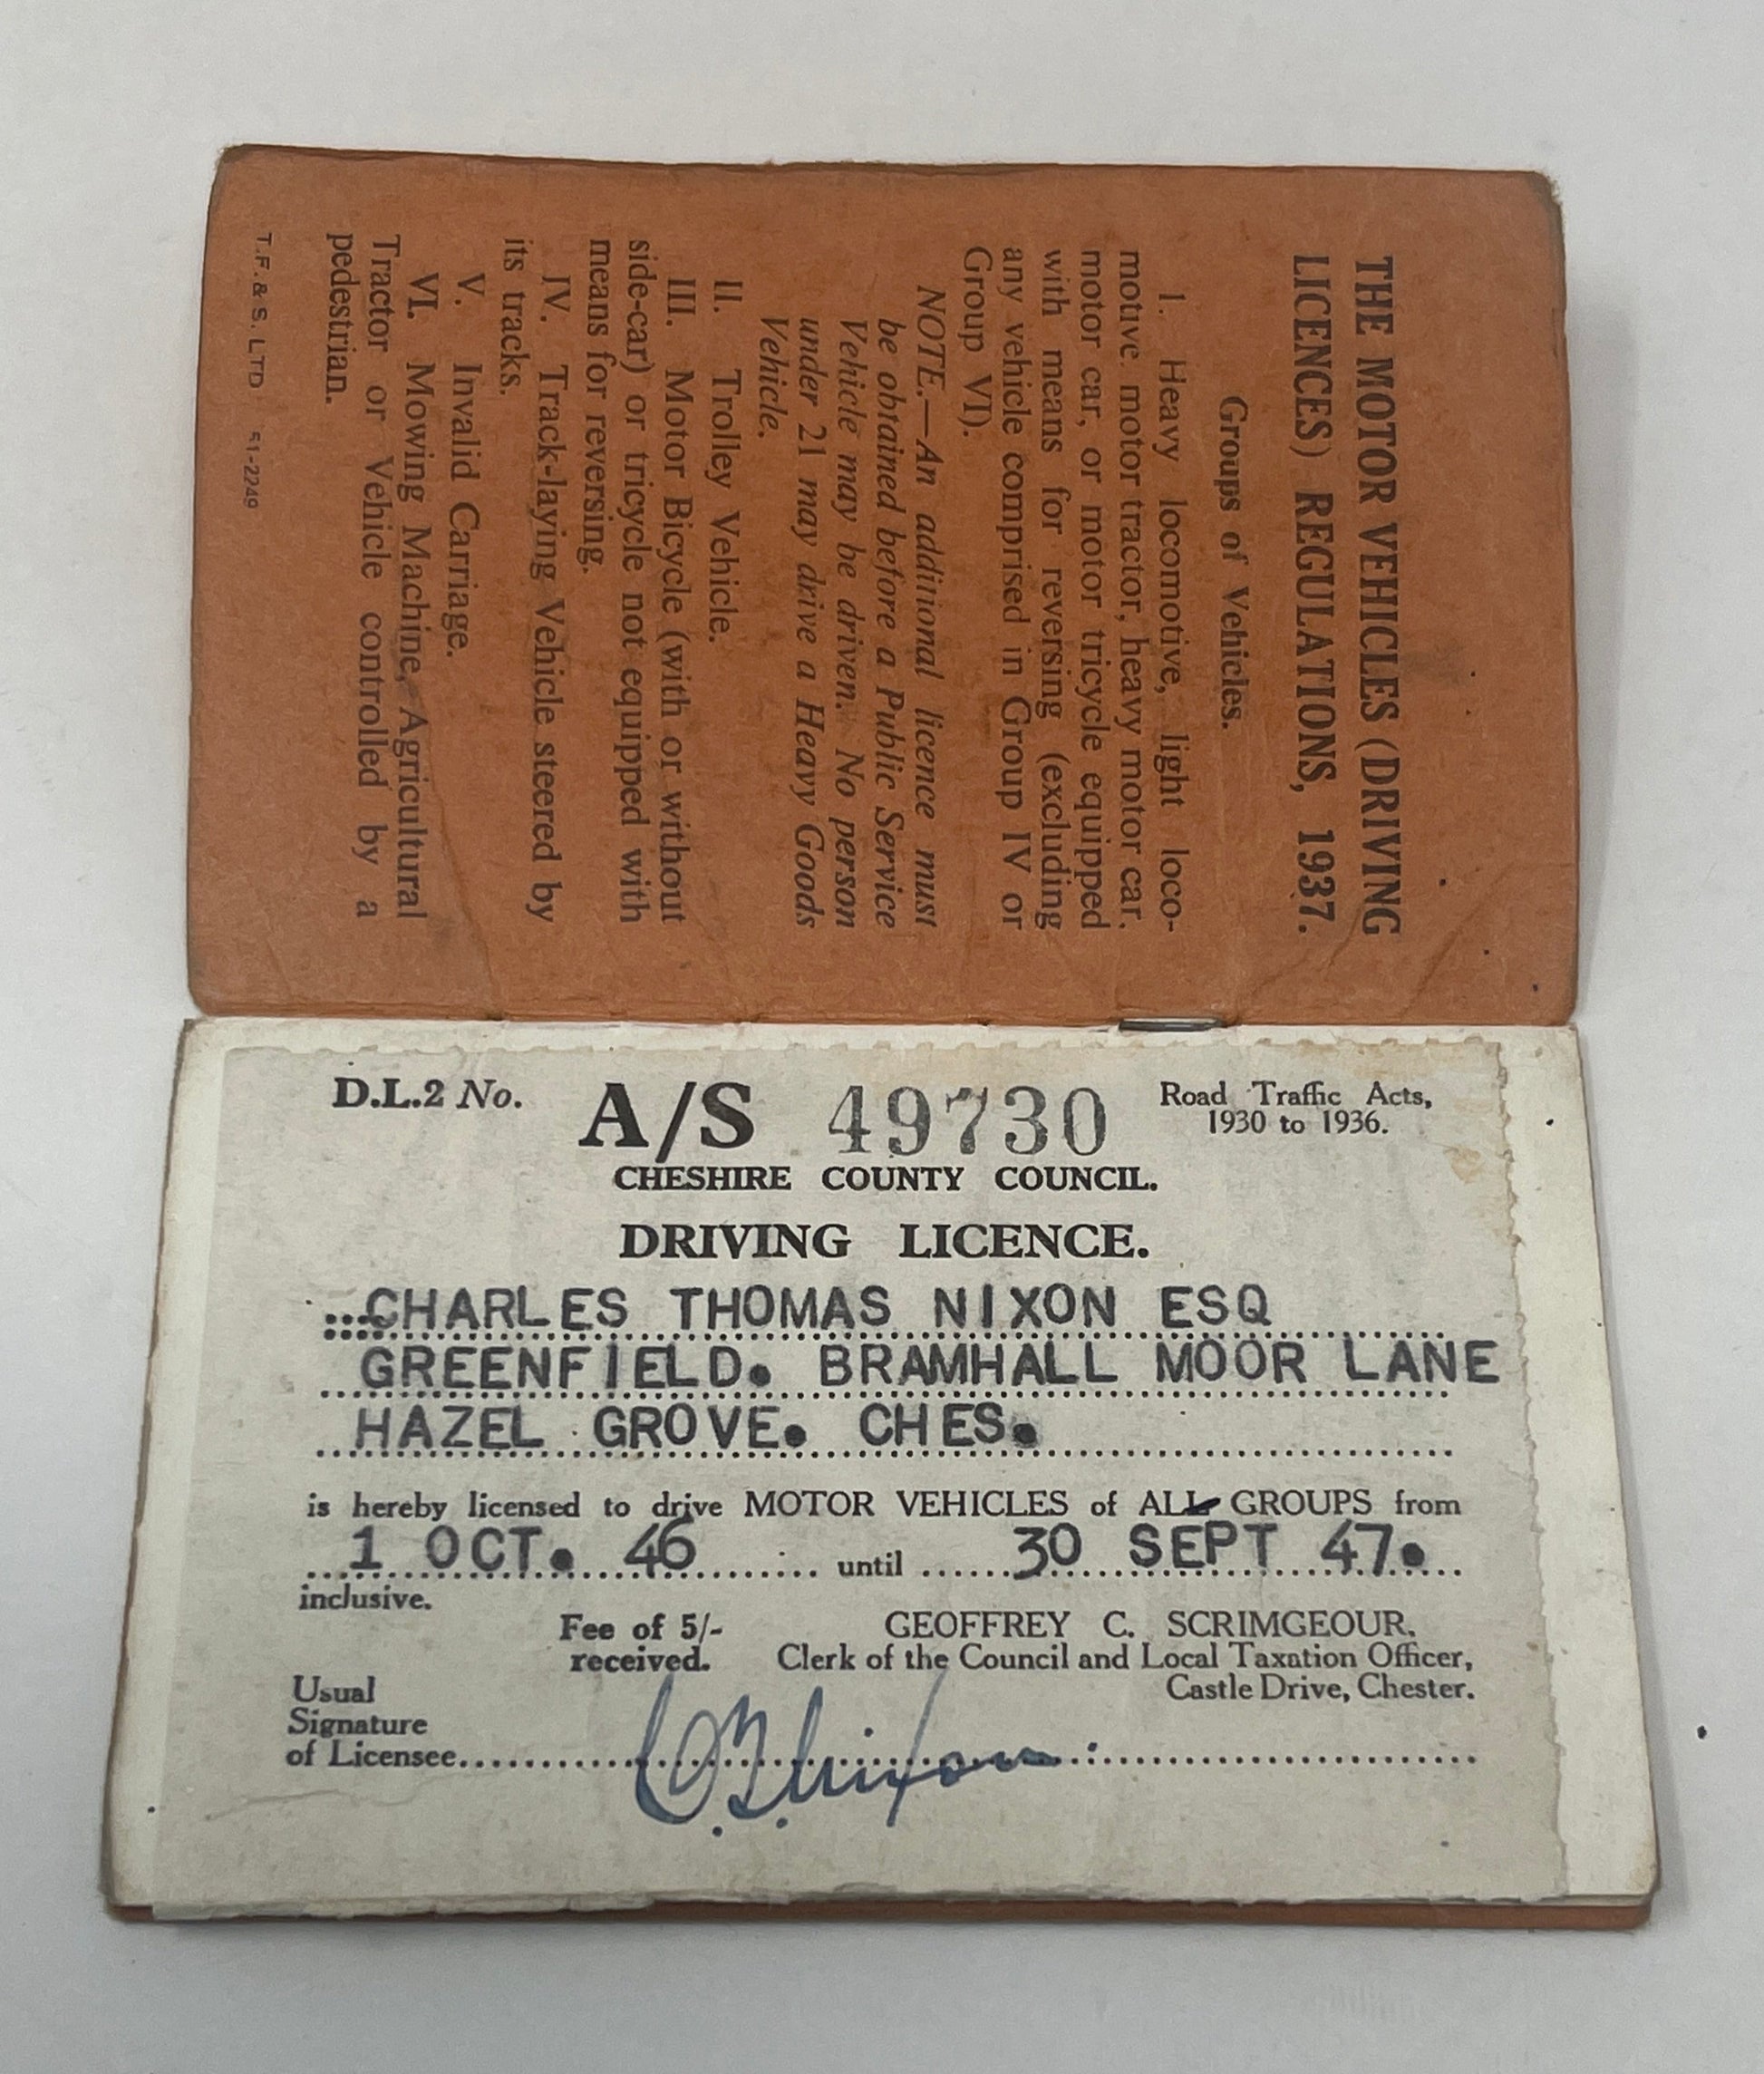 THE MOTOR VEHICLES (DRIVING
LICENCES) REGULATIONS, 1937.
Groups of Vehicles.
I. Heavy locomotive, light loco-
motive, motor tractor, heavy motor car,
motor car, or motor tricycle equipped
with means for reversing (excluding
any vehicle comprised in Group IV or
Group VI).
NOTE.—An additional licence must
be obtained before a Public Service
Vehicle may be driven. No person
under 21 may drive a Heavy Goods
Vehicle.
II. Trolley Vehicle.
III. Motor Bicycle (with or without
side-car) or tricycle not equipped with
means for reversing.
IV. Track-laying Vehicle steered by
its tracks.
V. Invalid Carriage.
VI. Mowing Machine, Agricultural
Tractor or Vehicle controlled by a
pedestrian.
T.F. & S. LTD 51-2249
D.L.2 No. A/S 49730 Road Traffic Acts,
1930 to 1936.
CHESHIRE COUNTY COUNCIL.
DRIVING LICENCE.
CHARLES THOMAS NIXON ESQ
GREENFIELD. BRAMHALL MOOR LANE
HAZEL GROVE. CHES.
is hereby licensed to drive MOTOR VEHICLES of ALL GROUPS from
1 OCT. 46 until 30 SEPT 47.
inclusive.
Fee of 5/- GEOFFREY C. SCRIMGEOUR,
received. Clerk of the Council and Local Taxation Officer,
Castle Drive, Chester.
Usual
Signature
of Licensee C.T. Nixon